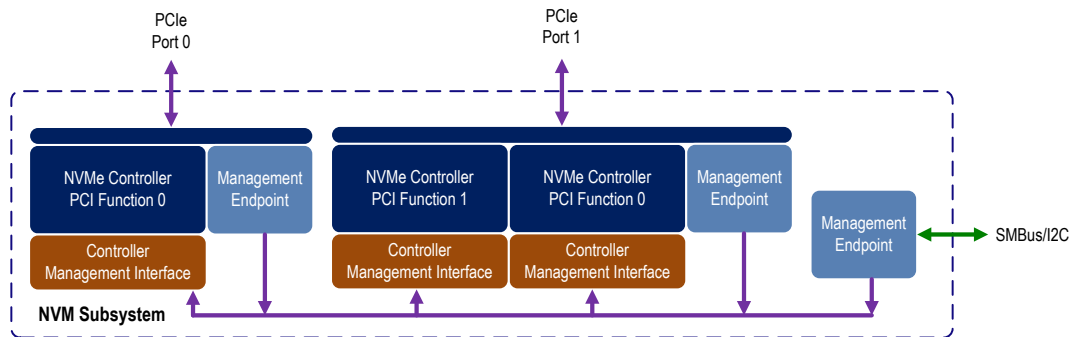 PCIe
Port 0
PCIe
Port 1
NVMe Controller
PCI Function 0
Management
Endpoint
NVMe Controller
PCI Function 1
NVMe Controller
PCI Function 0
Management
Endpoint
Management
Endpoint
SMBus/I2C
Controller
Management Interface
Controller
Management Interface
Controller
Management Interface
NVM Subsystem